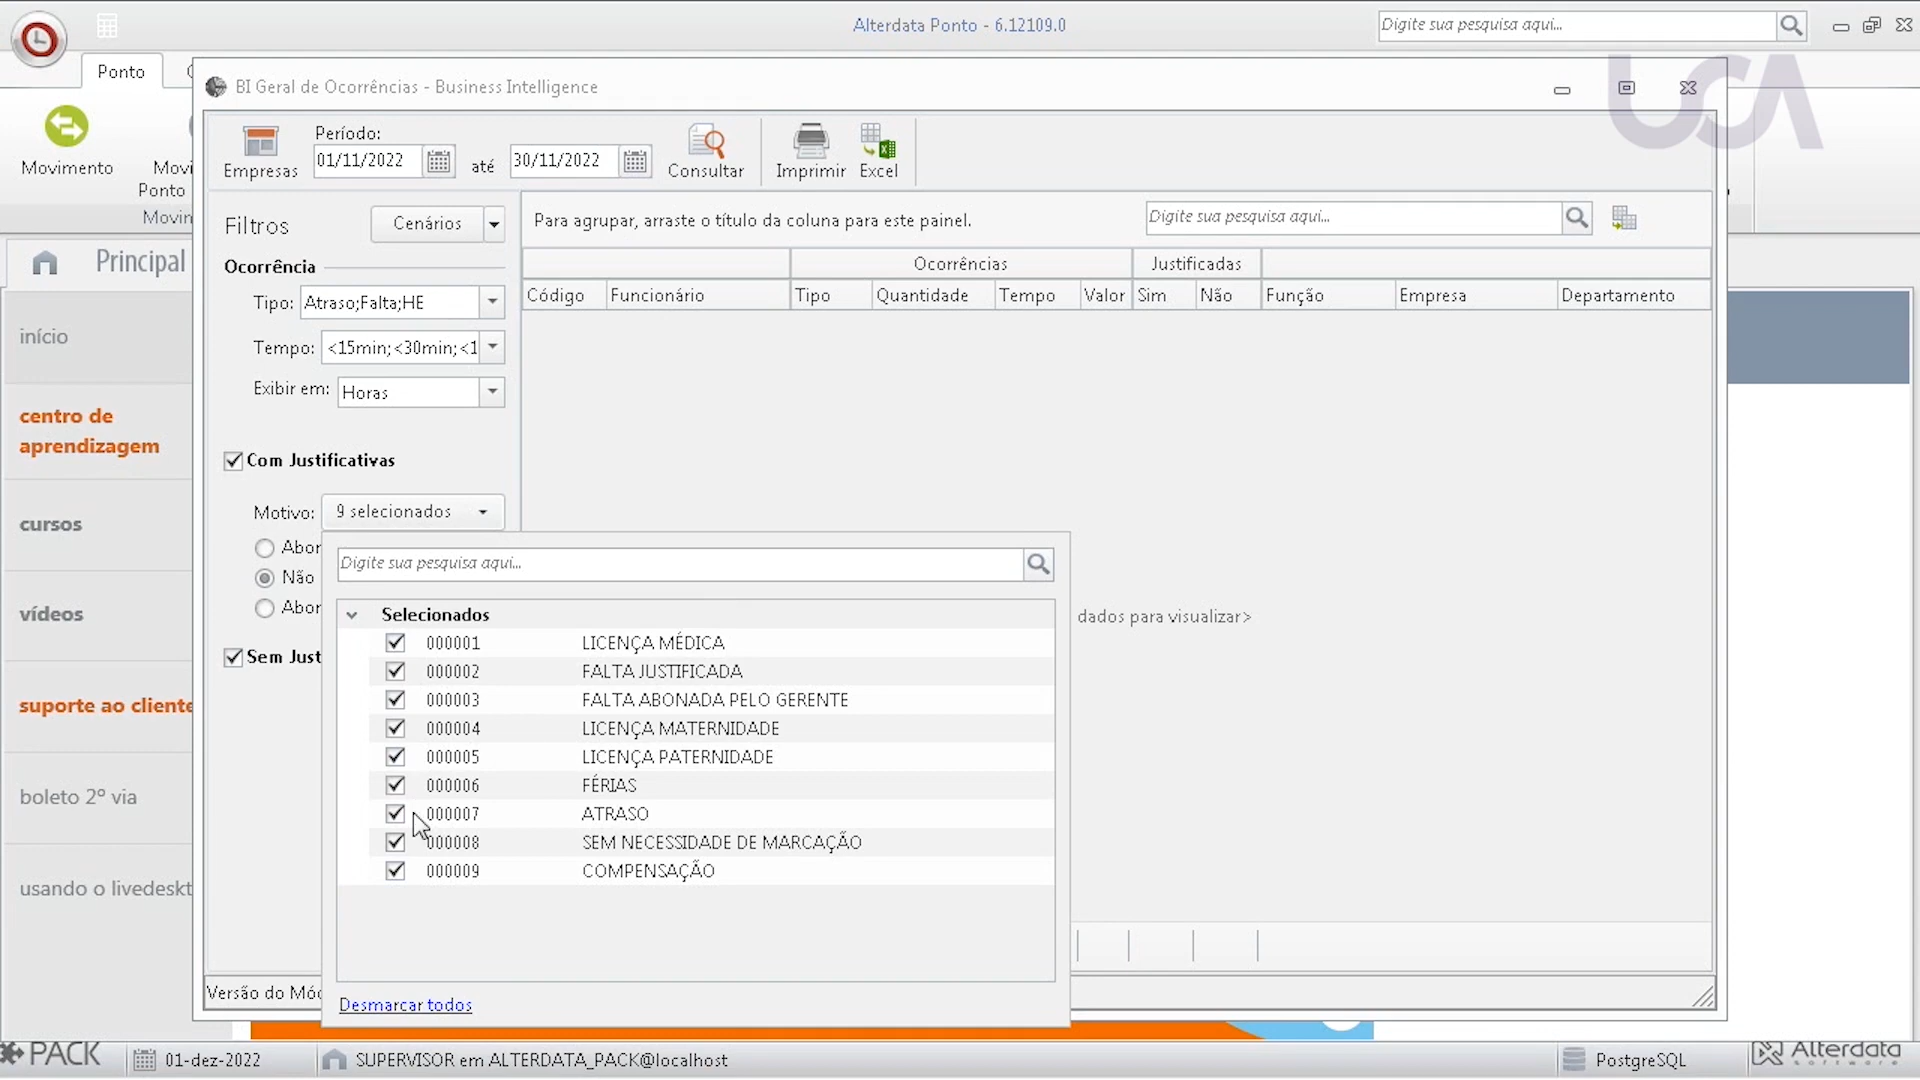 Alterdata Ponto - 6.12109.0
Digite sua pesquisa aqui...
Ponto
BI Geral de Ocorrências - Business Intelligence
UCA
Movimento
Ponto
Empresas
Período:
01/11/2022
até
30/11/2022
Consultar
Imprimir
Excel
Filtros
Cenários
Para agrupar, arraste o título da coluna para este painel.
Digite sua pesquisa aqui...
Principal
Ocorrência
Tipo:
Atraso;Falta;HE
Tempo:
<15min;<30min;<1
Exibir em:
Horas
Ocorrências
Justificadas
Código
Funcionário
Tipo
Quantidade
Tempo
Valor
Sim
Não
Função
Empresa
Departamento
início
centro de
aprendizagem
cursos
vídeos
suporte ao cliente
boleto 2º via
usando o livedeskt
Com Justificativas
Motivo:
9 selecionados
Abor
Não
Abor
Sem Just
Digite sua pesquisa aqui...
Selecionados
000001 LICENÇA MÉDICA
000002 FALTA JUSTIFICADA
000003 FALTA ABONADA PELO GERENTE
000004 LICENÇA MATERNIDADE
000005 LICENÇA PATERNIDADE
000006 FÉRIAS
000007 ATRASO
000008 SEM NECESSIDADE DE MARCAÇÃO
000009 COMPENSAÇÃO
Desmarcar todos
dados para visualizar>
Versão do Mó
PACK
01-dez-2022
SUPERVISOR em ALTERDATA_PACK@localhost
PostgreSQL
Alterdata
software